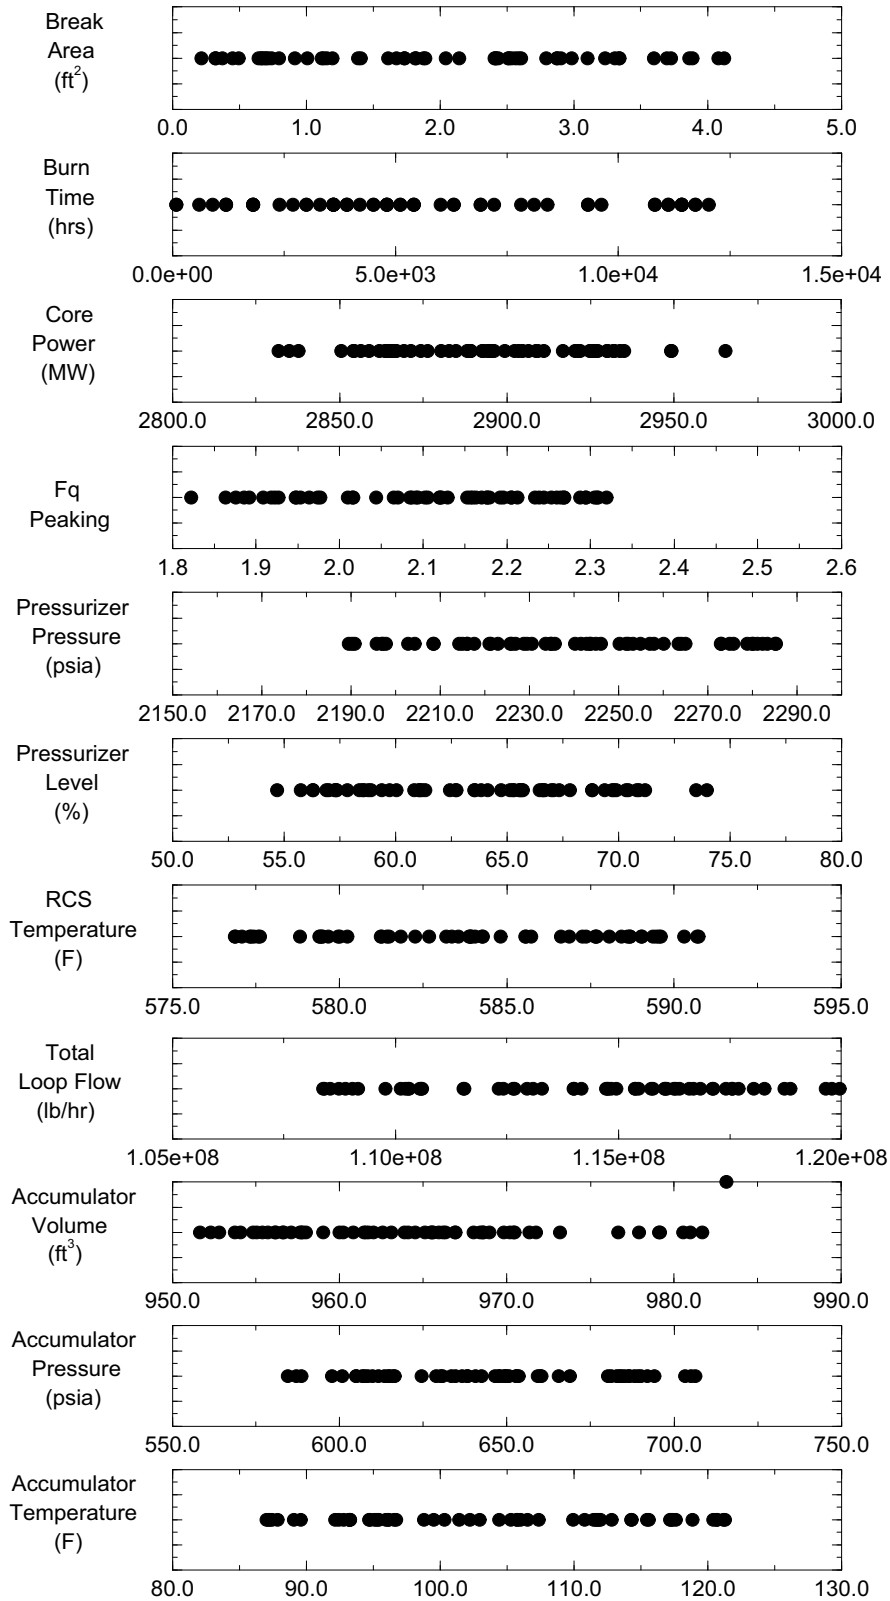 Break
Area
(ft²)
0.0 1.0 2.0 3.0 4.0 5.0
Burn
Time
(hrs)
0.0e+00 5.0e+03 1.0e+04 1.5e+04
Core
Power
(MW)
2800.0 2850.0 2900.0 2950.0 3000.0
Fq
Peaking
1.8 1.9 2.0 2.1 2.2 2.3 2.4 2.5 2.6
Pressurizer
Pressure
(psia)
2150.0 2170.0 2190.0 2210.0 2230.0 2250.0 2270.0 2290.0
Pressurizer
Level
(%)
50.0 55.0 60.0 65.0 70.0 75.0 80.0
RCS
Temperature
(F)
575.0 580.0 585.0 590.0 595.0
Total
Loop Flow
(lb/hr)
1.05e+08 1.10e+08 1.15e+08 1.20e+08
Accumulator
Volume
(ft³)
950.0 960.0 970.0 980.0 990.0
Accumulator
Pressure
(psia)
550.0 600.0 650.0 700.0 750.0
Accumulator
Temperature
(F)
80.0 90.0 100.0 110.0 120.0 130.0